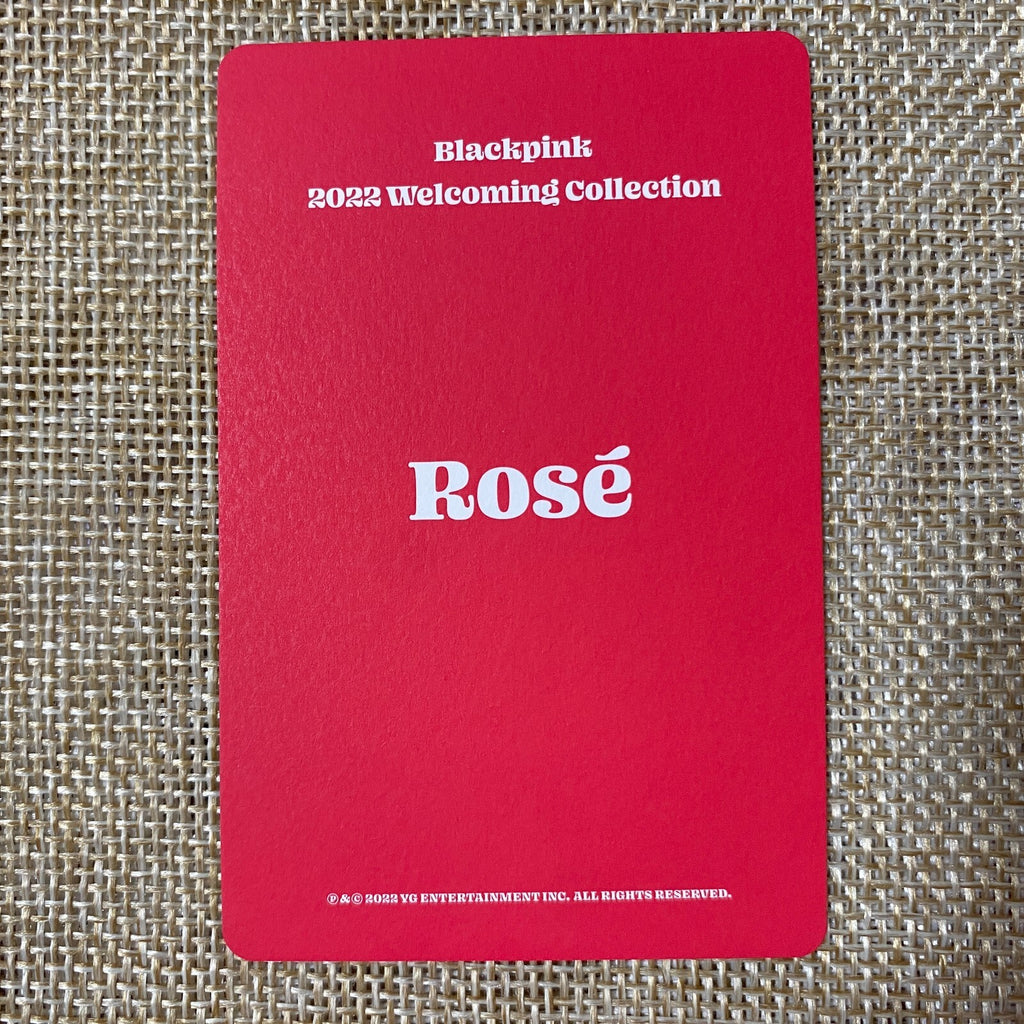 Blackpink
2022 Welcoming Collection
Rosé
℗ & © 2022 YG ENTERTAINMENT INC. ALL RIGHTS RESERVED.